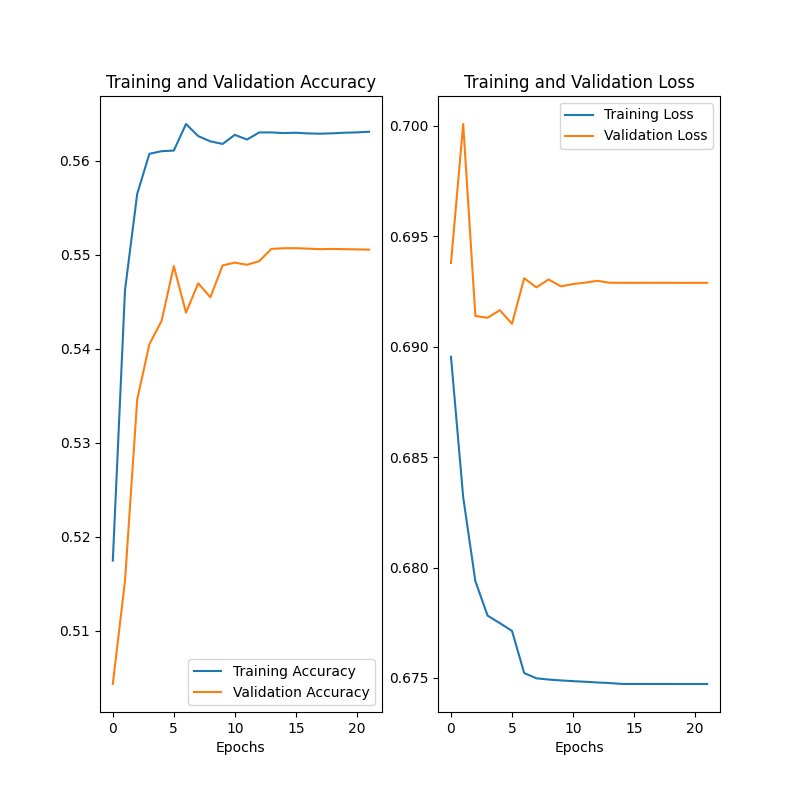 Training and Validation Accuracy
0.56
0.55
0.54
0.53
0.52
0.51
Training Accuracy
Validation Accuracy
0 5 10 15 20
Epochs
Training and Validation Loss
Training Loss
Validation Loss
0.700
0.695
0.690
0.685
0.680
0.675
0 5 10 15 20
Epochs